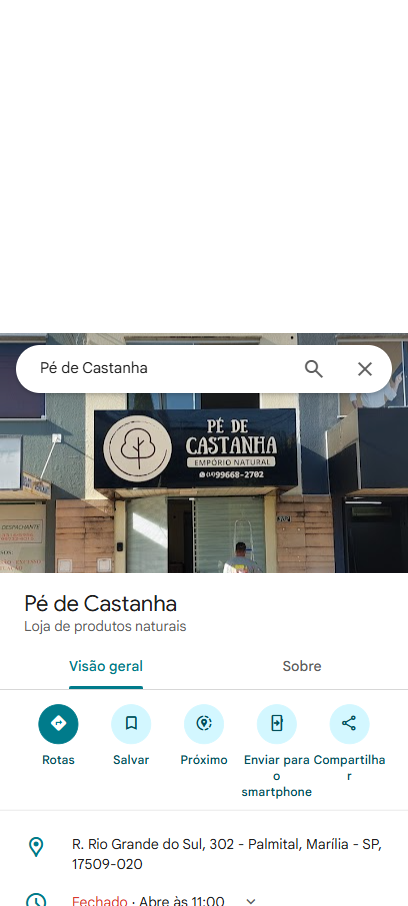 Pé de Castanha
PÉ DE
CASTANHA
EMPÓRIO NATURAL
99668-2702
DESPACHANTE
Pé de Castanha
Loja de produtos naturais
Visão geral
Sobre
Rotas
Salvar
Próximo
Enviar para
o
smartphone
Compartilha
r
R. Rio Grande do Sul, 302 - Palmital, Marília - SP,
17509-020
Fechado · Abre às 11:00